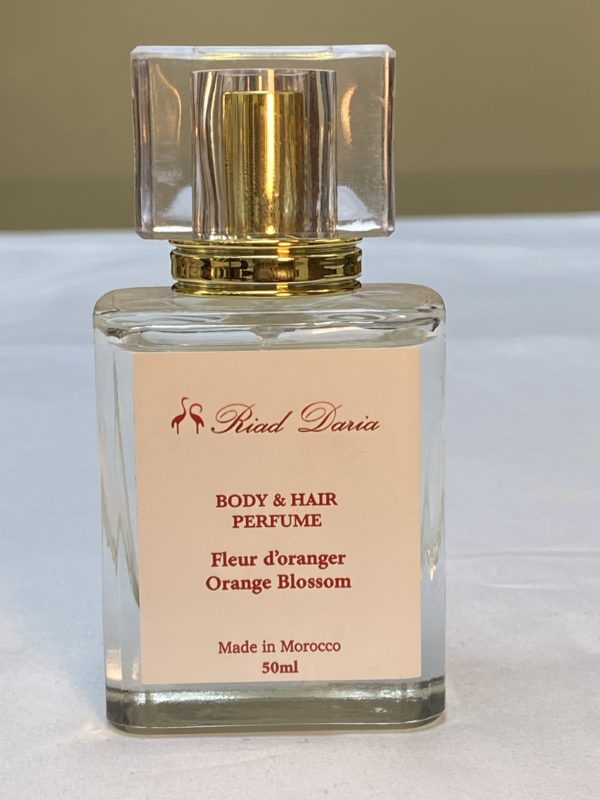 Riad Daria
BODY & HAIR
PERFUME
Fleur d'oranger
Orange Blossom
Made in Morocco
50ml